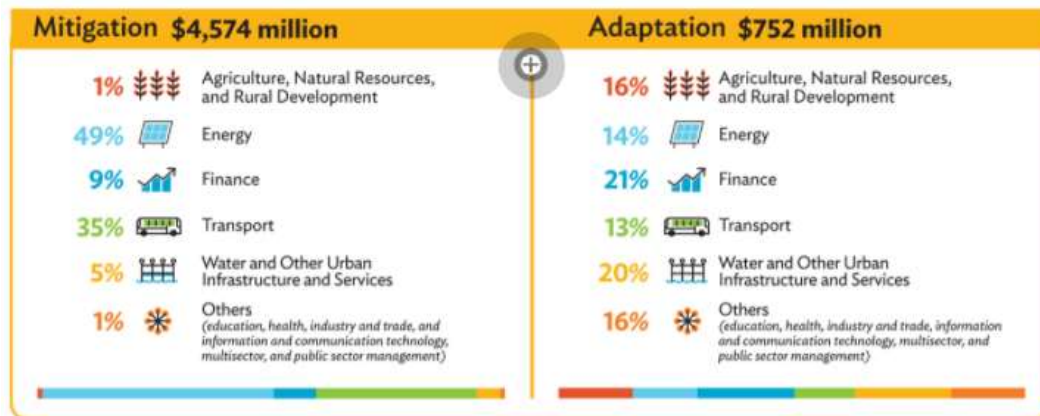 Mitigation $4,574 million
1% Agriculture, Natural Resources,
and Rural Development
49% Energy
9% Finance
35% Transport
5% Water and Other Urban
Infrastructure and Services
1% Others
(education, health, industry and trade, and
information and communication technology,
multisector, and public sector management)
Adaptation $752 million
16% Agriculture, Natural Resources,
and Rural Development
14% Energy
21% Finance
13% Transport
20% Water and Other Urban
Infrastructure and Services
16% Others
(education, health, industry and trade, information
and communication technology, multisector, and
public sector management)